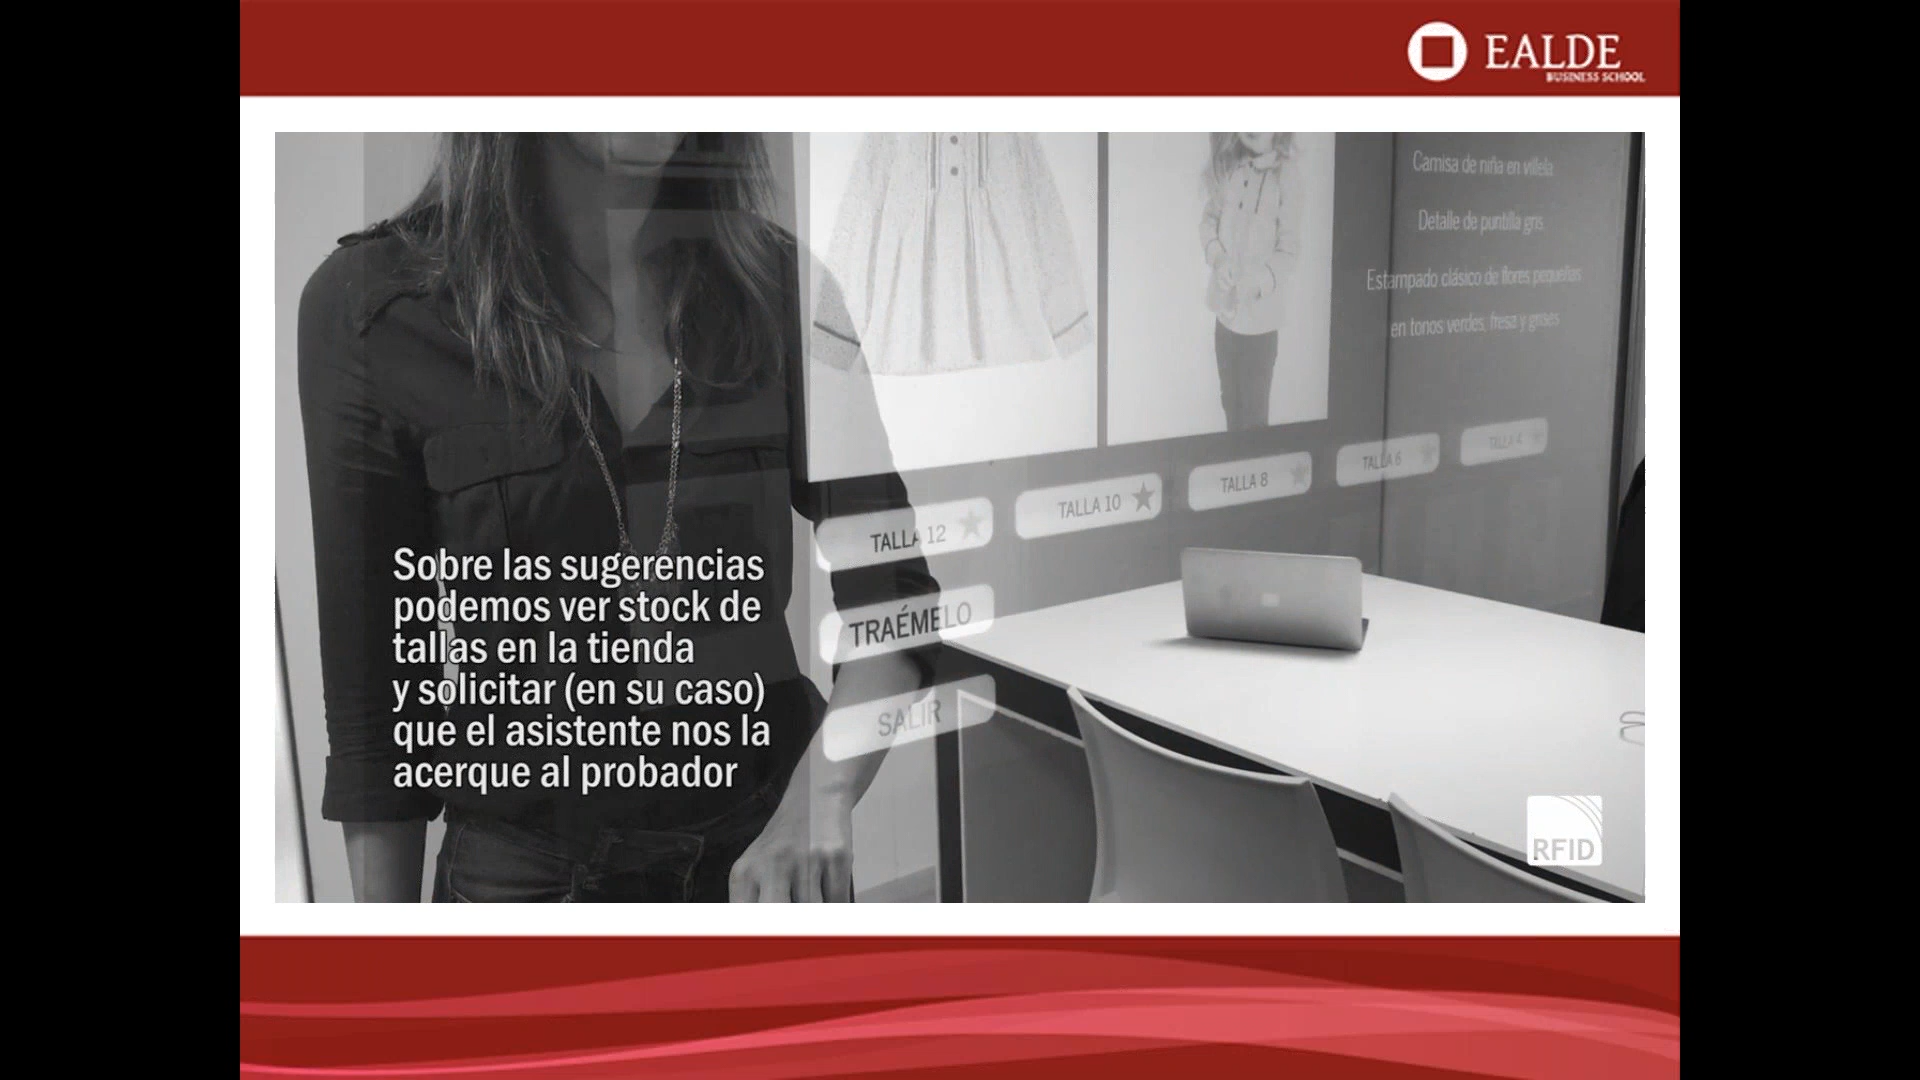 EALDE
BUSINESS SCHOOL
Camisa de niña en villela
Detalle de puntilla gris
Estampado clásico de flores pequeñas
en tonos verdes, fresa y grises
TALLA 12
TALLA 10
TALLA 8
TALLA 6
TALLA 4
TRAÉMELO
SALIR
Sobre las sugerencias
podemos ver stock de
tallas en la tienda
y solicitar (en su caso)
que el asistente nos la
acerque al probador
RFID